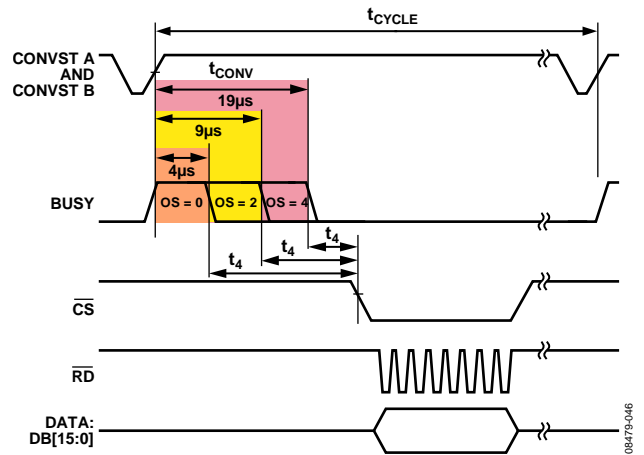 tCYCLE
CONVST A
AND
CONVST B
tCONV
19µs
9µs
4µs
BUSY
OS = 0
OS = 2
OS = 4
t4
t4
t4
CS
RD
DATA:
DB[15:0]
08479-046